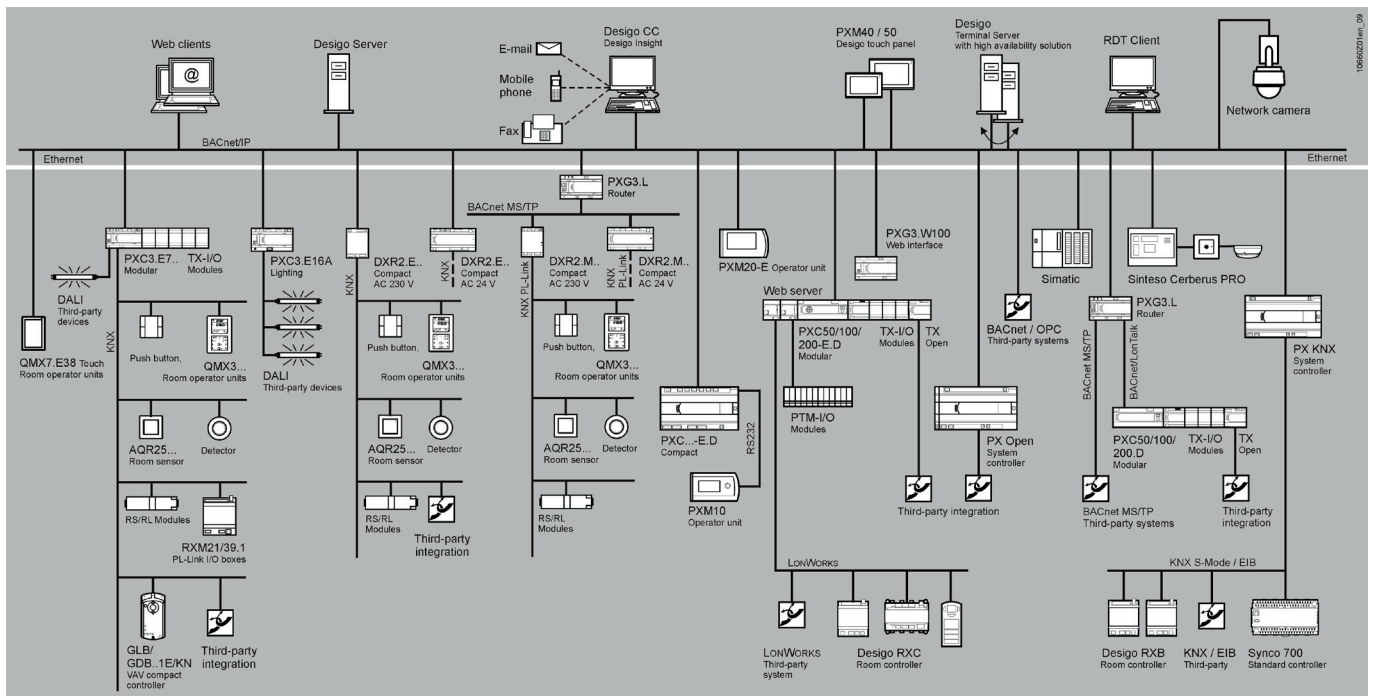 Web clients
@
Desigo Server
E-mail
Mobile
phone
Fax
Desigo CC
Desigo Insight
PXM40 / 50
Desigo touch panel
Desigo
Terminal Server
with high availability solution
RDT Client
Network camera
10660Z01en_09
BACnet/IP
Ethernet
Ethernet
PXG3.L
Router
BACnet MS/TP
PXC3.E7..
Modular
TX-I/O
Modules
DALI
Third-party
devices
KNX
QMX7.E38 Touch
Room operator units
Push button,
QMX3...
Room operator units
AQR25...
Room sensor
Detector
RS/RL Modules
RXM21/39.1
PL-Link I/O boxes
GLB/
GDB..1E/KN
VAV compact
controller
Third-party
integration
PXC3.E16A
Lighting
DALI
Third-party devices
KNX
DXR2.E..
Compact
AC 230 V
KNX
DXR2.E..
Compact
AC 24 V
Push button,
QMX3...
Room operator units
AQR25...
Room sensor
Detector
RS/RL
Modules
Third-party
integration
KNX PL-Link
DXR2.M..
Compact
AC 230 V
KNX
PL-Link
DXR2.M..
Compact
AC 24 V
Push button,
QMX3...
Room operator units
AQR25...
Room sensor
Detector
RS/RL
Modules
PXM20-E Operator unit
PXG3.W100
Web interface
Web server
PXC50/100/
200-E.D
Modular
TX-I/O
Modules
TX
Open
PTM-I/O
Modules
PXC...-E.D
Compact
RS232
PXM10
Operator unit
PX Open
System
controller
Third-party integration
BACnet / OPC
Third-party systems
Simatic
Sinteso Cerberus PRO
PXG3.L
Router
BACnet MS/TP
BACnet/LonTalk
PXC50/100/
200.D
Modular
TX-I/O
Modules
TX
Open
BACnet MS/TP
Third-party systems
Third-party
integration
PX KNX
System
controller
LONWORKS
LONWORKS
Third-party
system
Desigo RXC
Room controller
KNX S-Mode / EIB
Desigo RXB
Room controller
KNX / EIB
Third-party
Synco 700
Standard controller